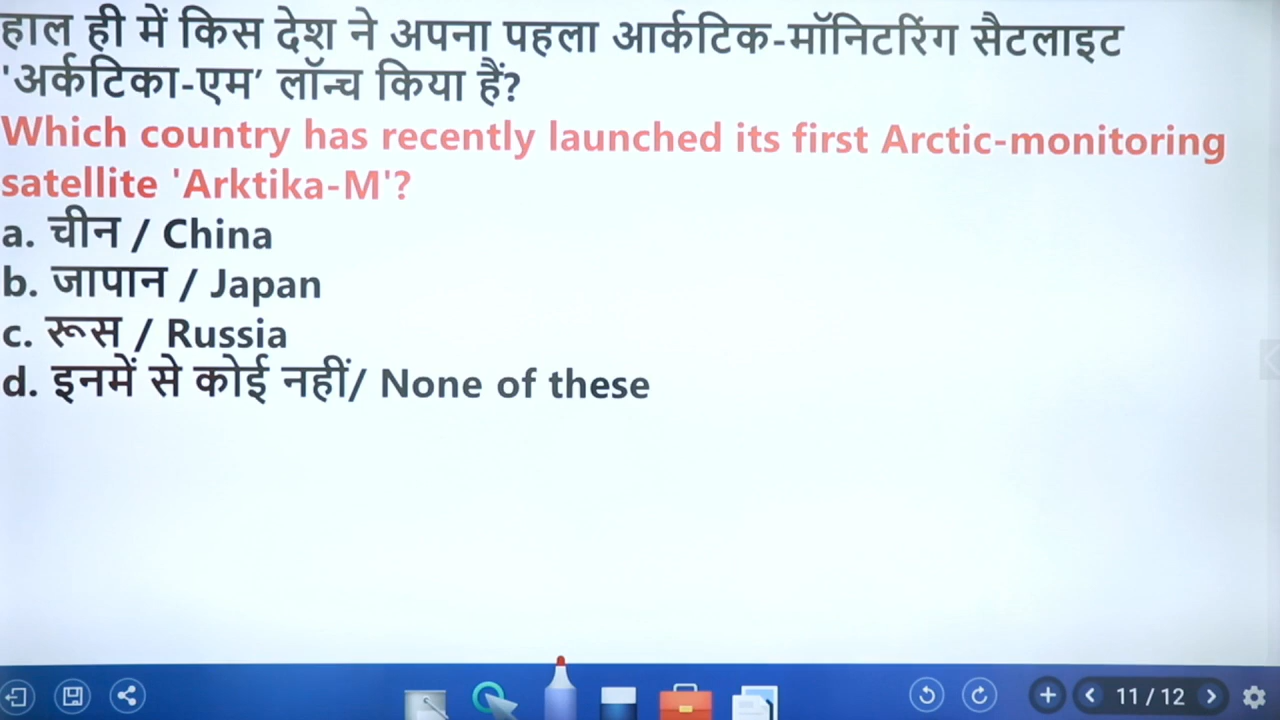 हाल ही में किस देश ने अपना पहला आर्कटिक-मॉनिटरिंग सैटलाइट
'अर्कटिका-एम’ लॉन्च किया हैं?
Which country has recently launched its first Arctic-monitoring
satellite 'Arktika-M'?
a. चीन / China
b. जापान / Japan
c. रूस / Russia
d. इनमें से कोई नहीं/ None of these
11 / 12